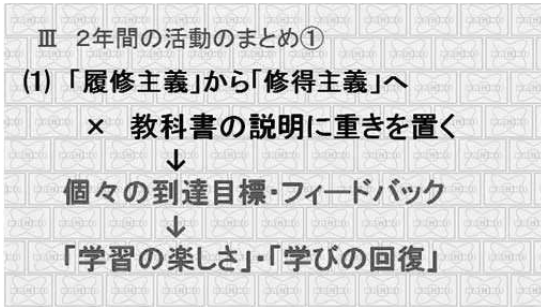 Ⅲ 2年間の活動のまとめ①
(1) 「履修主義」から「修得主義」へ
× 教科書の説明に重きを置く
↓
個々の到達目標・フィードバック
↓
「学習の楽しさ」・「学びの回復」